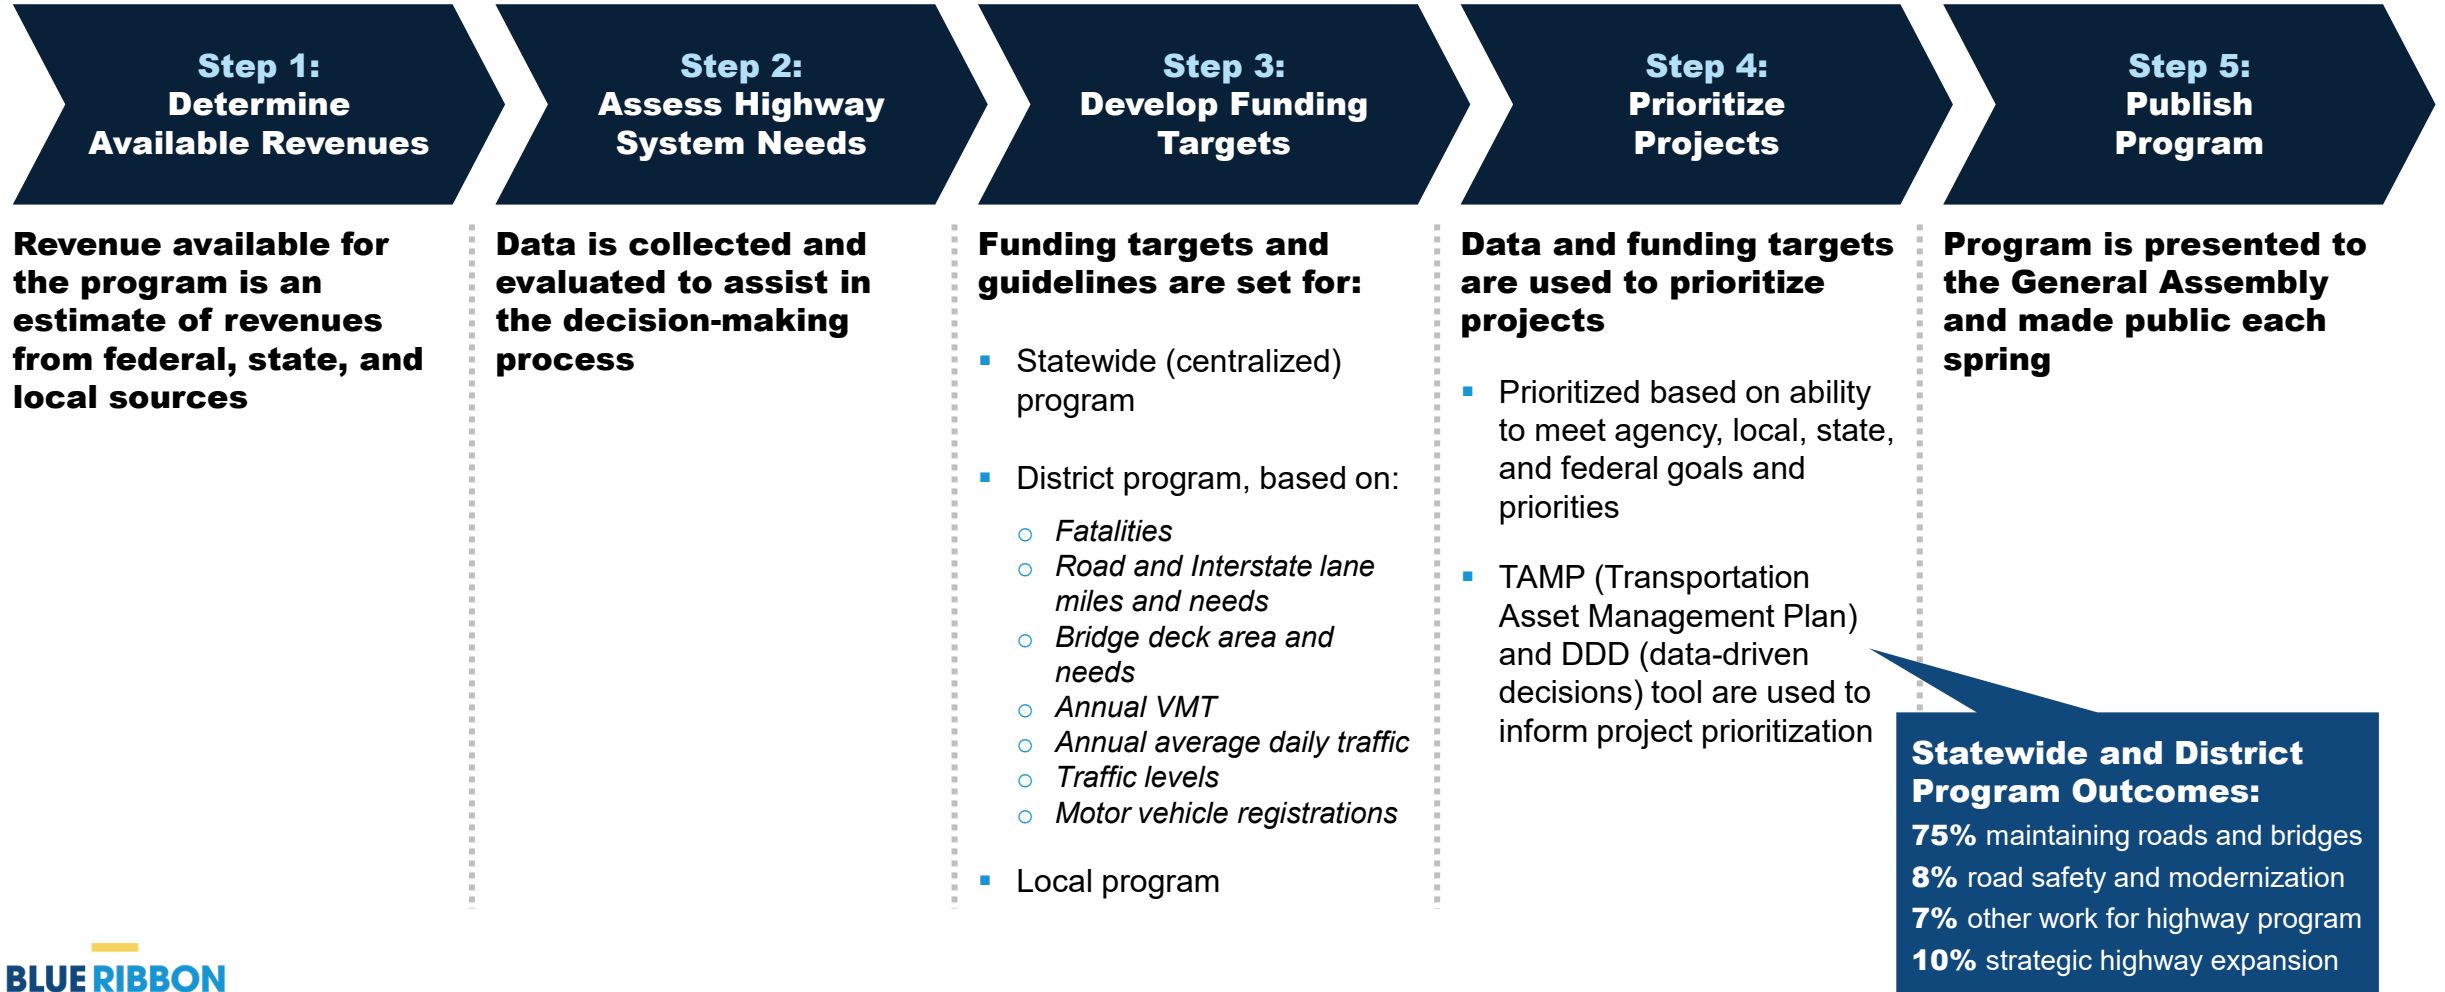 Step 1:
Determine
Available Revenues
Step 2:
Assess Highway
System Needs
Step 3:
Develop Funding
Targets
Step 4:
Prioritize
Projects
Step 5:
Publish
Program
Revenue available for
the program is an
estimate of revenues
from federal, state, and
local sources
Data is collected and
evaluated to assist in
the decision-making
process
Funding targets and
guidelines are set for:
▪ Statewide (centralized)
program
▪ District program, based on:
o Fatalities
o Road and Interstate lane
miles and needs
o Bridge deck area and
needs
o Annual VMT
o Annual average daily traffic
o Traffic levels
o Motor vehicle registrations
▪ Local program
Data and funding targets
are used to prioritize
projects
▪ Prioritized based on ability
to meet agency, local, state,
and federal goals and
priorities
▪ TAMP (Transportation
Asset Management Plan)
and DDD (data-driven
decisions) tool are used to
inform project prioritization
Program is presented to
the General Assembly
and made public each
spring
Statewide and District
Program Outcomes:
75% maintaining roads and bridges
8% road safety and modernization
7% other work for highway program
10% strategic highway expansion
BLUE RIBBON